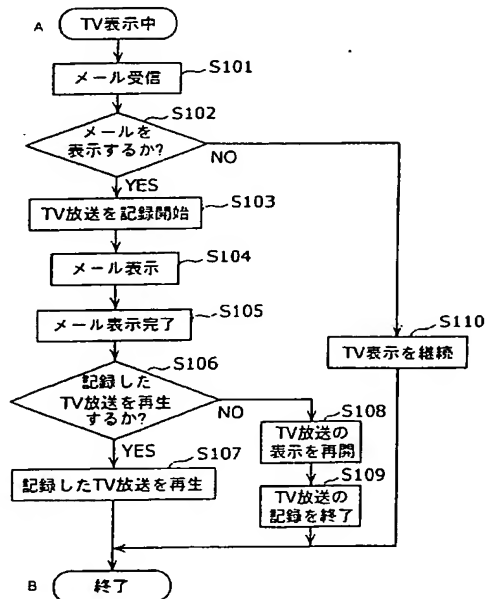 A
TV表示中
メール受信
S101
S102
メールを
表示するか?
NO
YES
S103
TV放送を記録開始
S104
メール表示
S105
メール表示完了
S110
TV表示を継続
S106
記録した
TV放送を再生
するか?
NO
YES
S108
TV放送の
表示を再開
S107
記録したTV放送を再生
S109
TV放送の
記録を終了
B
終了